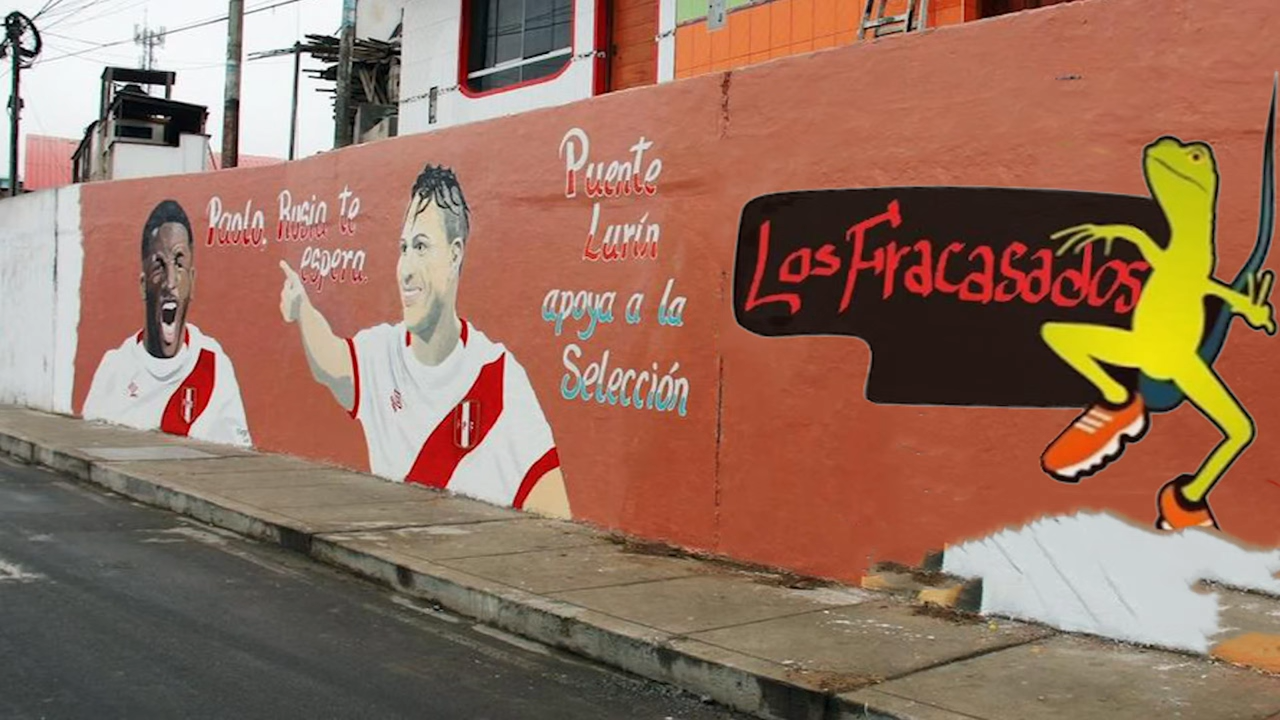 Paolo, Rusia te
espera.
Puente
Lurín
apoya a la
Selección
Los Fracasados